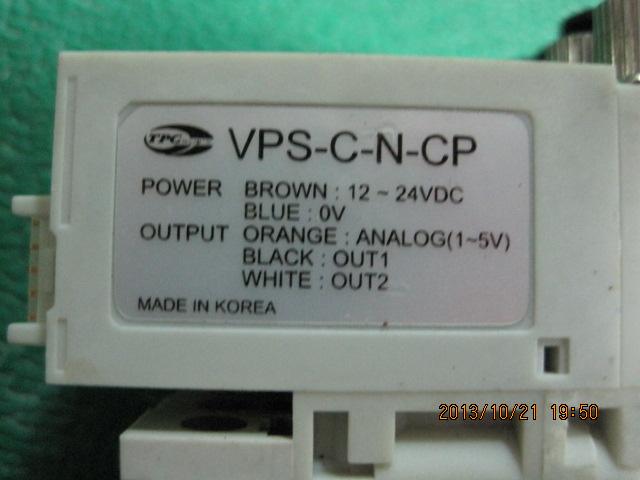 TPC
VPS-C-N-CP
POWER BROWN : 12 ~ 24VDC
BLUE : 0V
OUTPUT ORANGE : ANALOG(1~5V)
BLACK : OUT1
WHITE : OUT2
MADE IN KOREA
2013/10/21 19:50